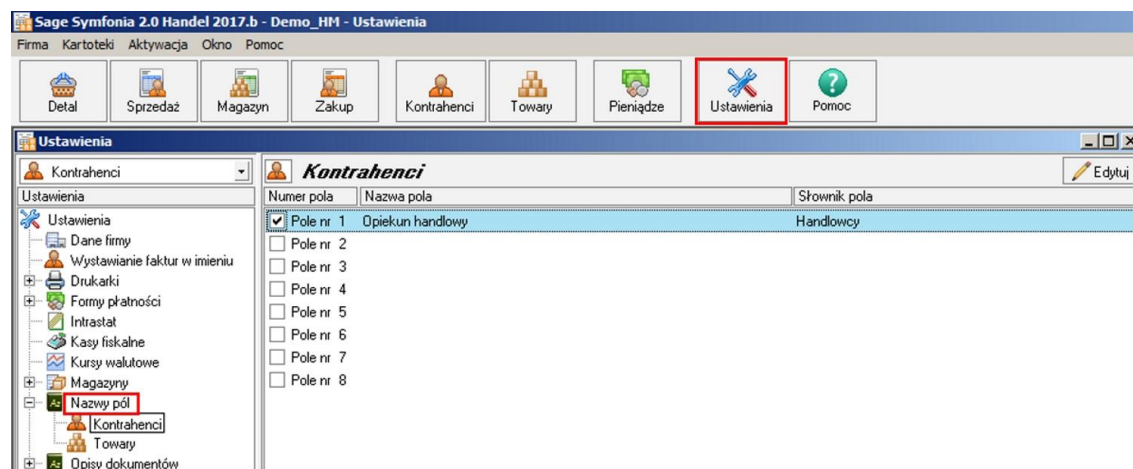 Sage Symfonia 2.0 Handel 2017.b - Demo_HM - Ustawienia
Firma Kartoteki Aktywacja Okno Pomoc
Detal Sprzedaż Magazyn Zakup Kontrahenci Towary Pieniądze Ustawienia Pomoc
Ustawienia
Kontrahenci
Kontrahenci
Edytuj
Ustawienia
Numer pola Nazwa pola Słownik pola
Ustawienia
Dane firmy
Wystawianie faktur w imieniu
Drukarki
Formy płatności
Intrastat
Kasy fiskalne
Kursy walutowe
Magazyny
Nazwy pól
Kontrahenci
Towary
Opisy dokumentów
Pole nr 1 Opiekun handlowy Handlowcy
Pole nr 2
Pole nr 3
Pole nr 4
Pole nr 5
Pole nr 6
Pole nr 7
Pole nr 8